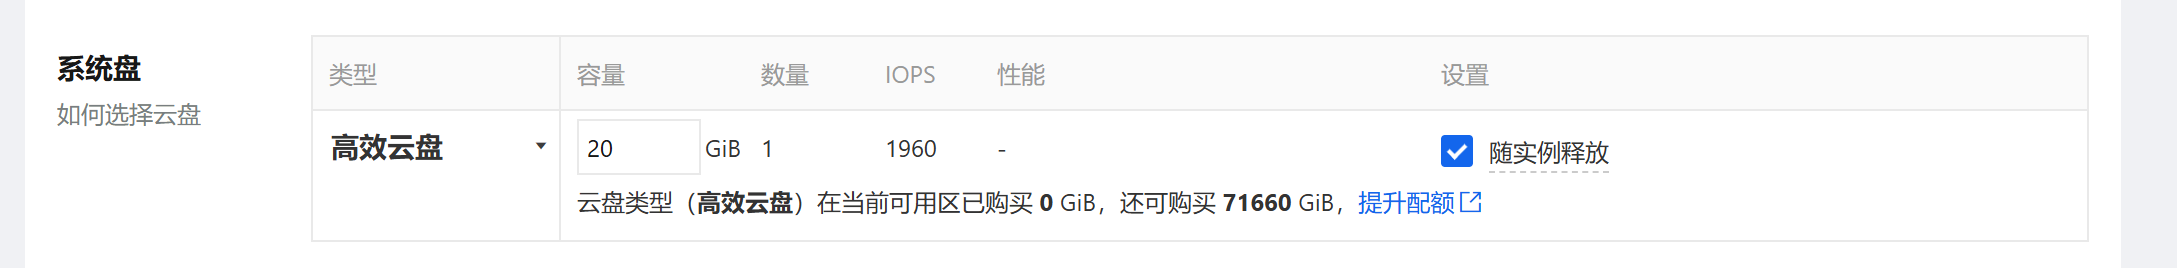 系统盘
如何选择云盘
类型 容量 数量 IOPS 性能 设置
高效云盘 20 GiB 1 1960 - 随实例释放
云盘类型（高效云盘）在当前可用区已购买 0 GiB，还可购买 71660 GiB，提升配额